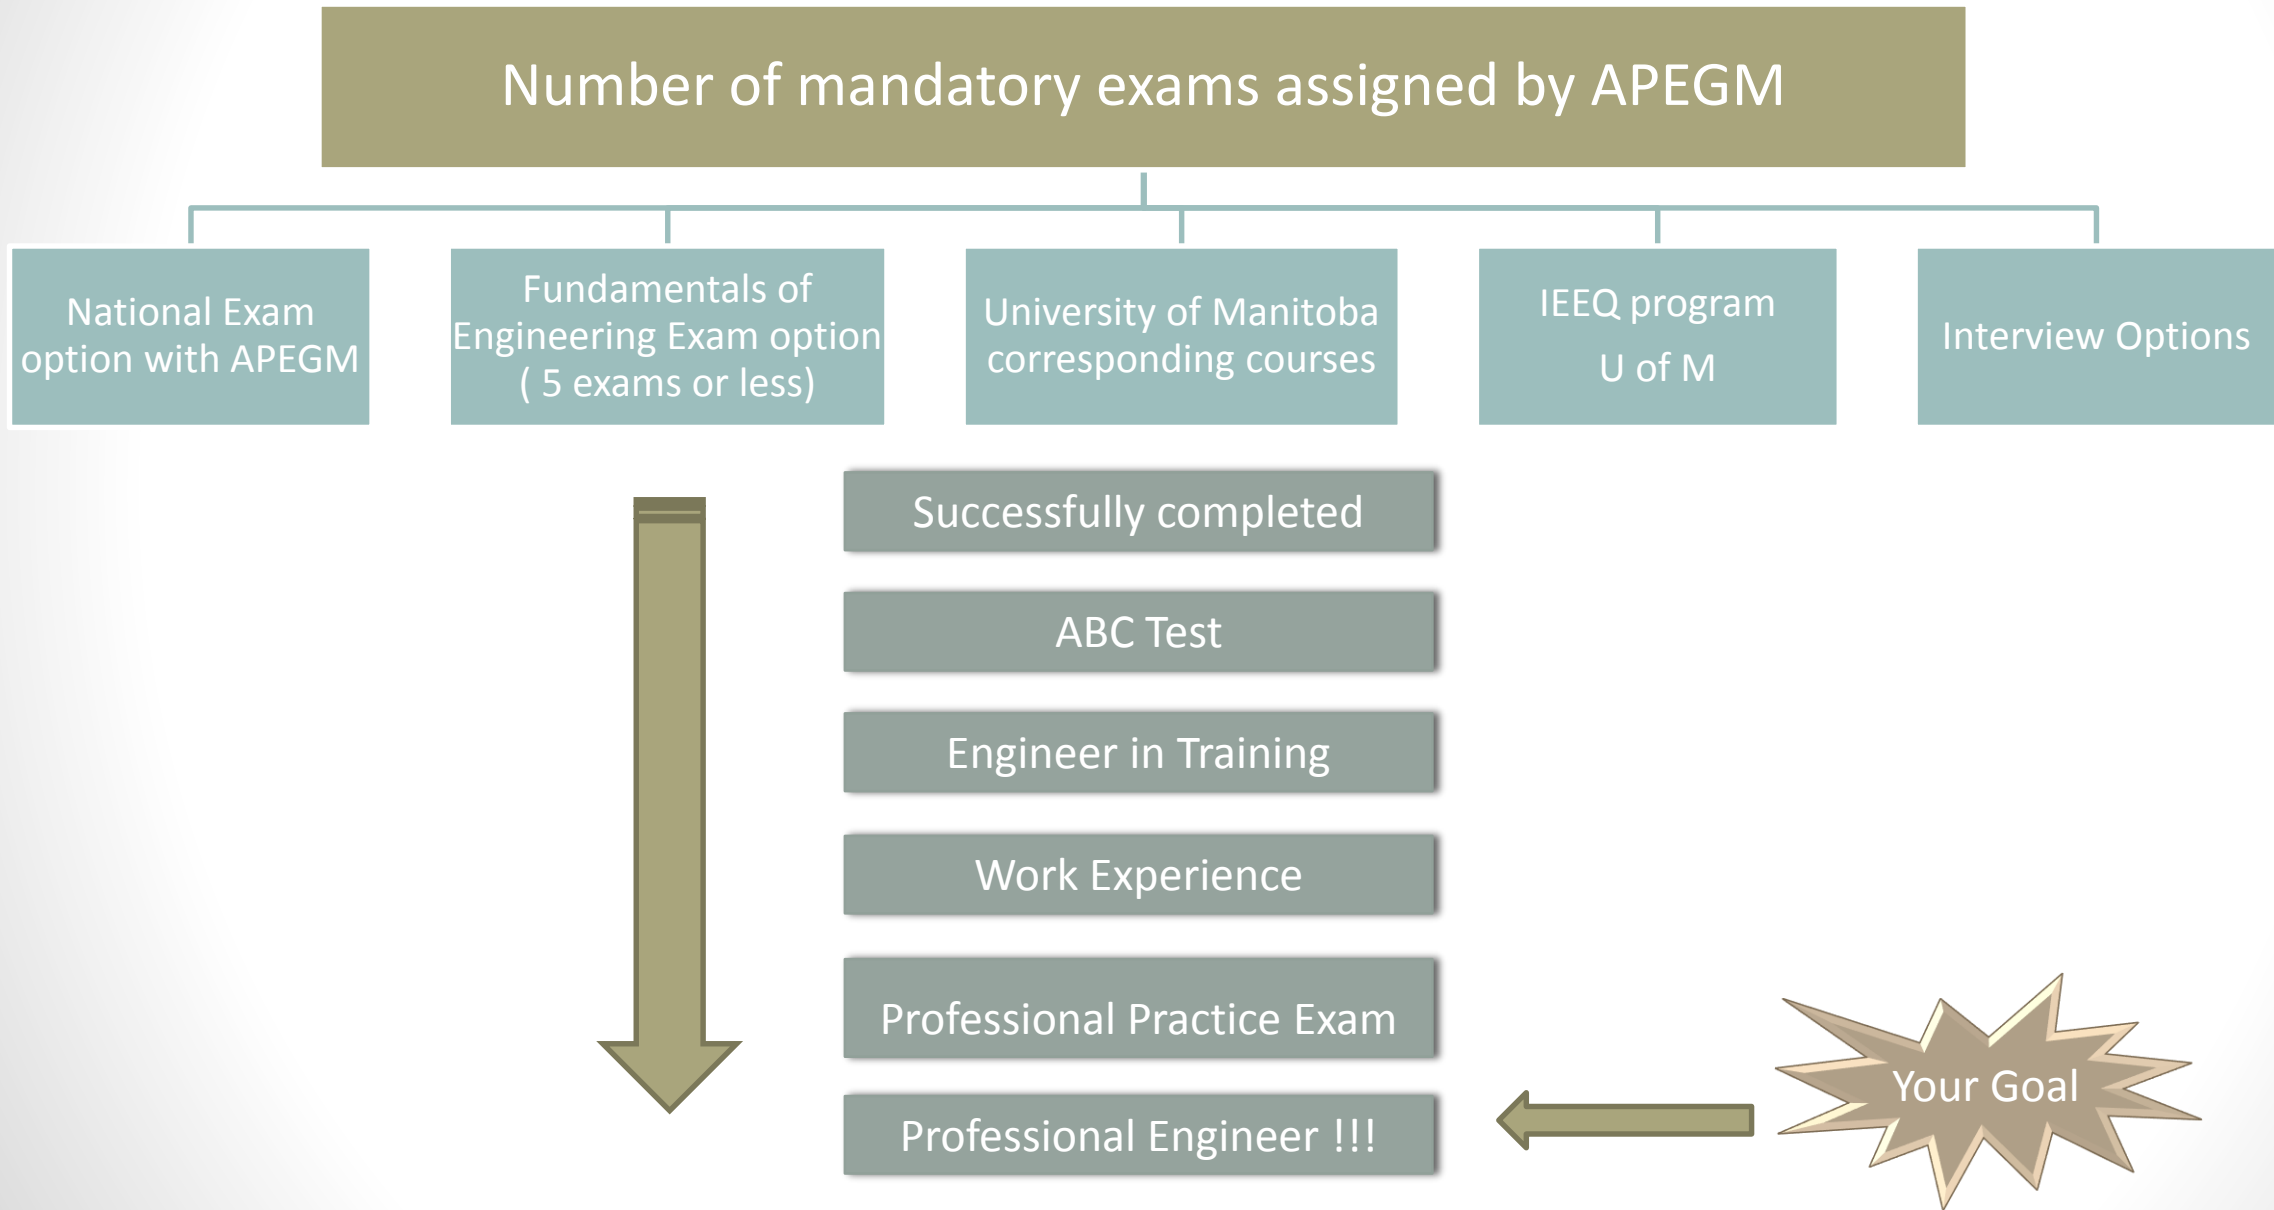 Number of mandatory exams assigned by APEGM
National Exam
option with APEGM
Fundamentals of
Engineering Exam option
( 5 exams or less)
University of Manitoba
corresponding courses
IEEQ program
U of M
Interview Options
Successfully completed
ABC Test
Engineer in Training
Work Experience
Professional Practice Exam
Professional Engineer !!!
Your Goal